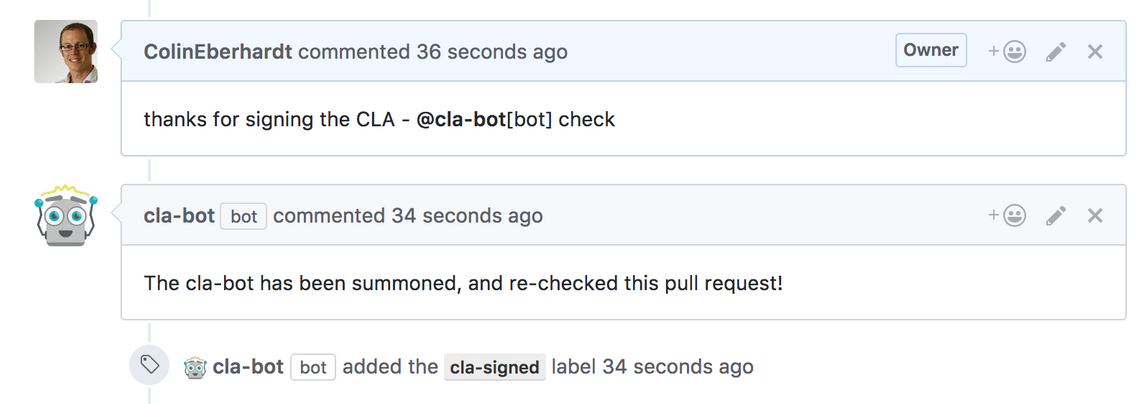 ColinEberhardt commented 36 seconds ago Owner +
thanks for signing the CLA - @cla-bot[bot] check
cla-bot bot commented 34 seconds ago +
The cla-bot has been summoned, and re-checked this pull request!
cla-bot bot added the cla-signed label 34 seconds ago